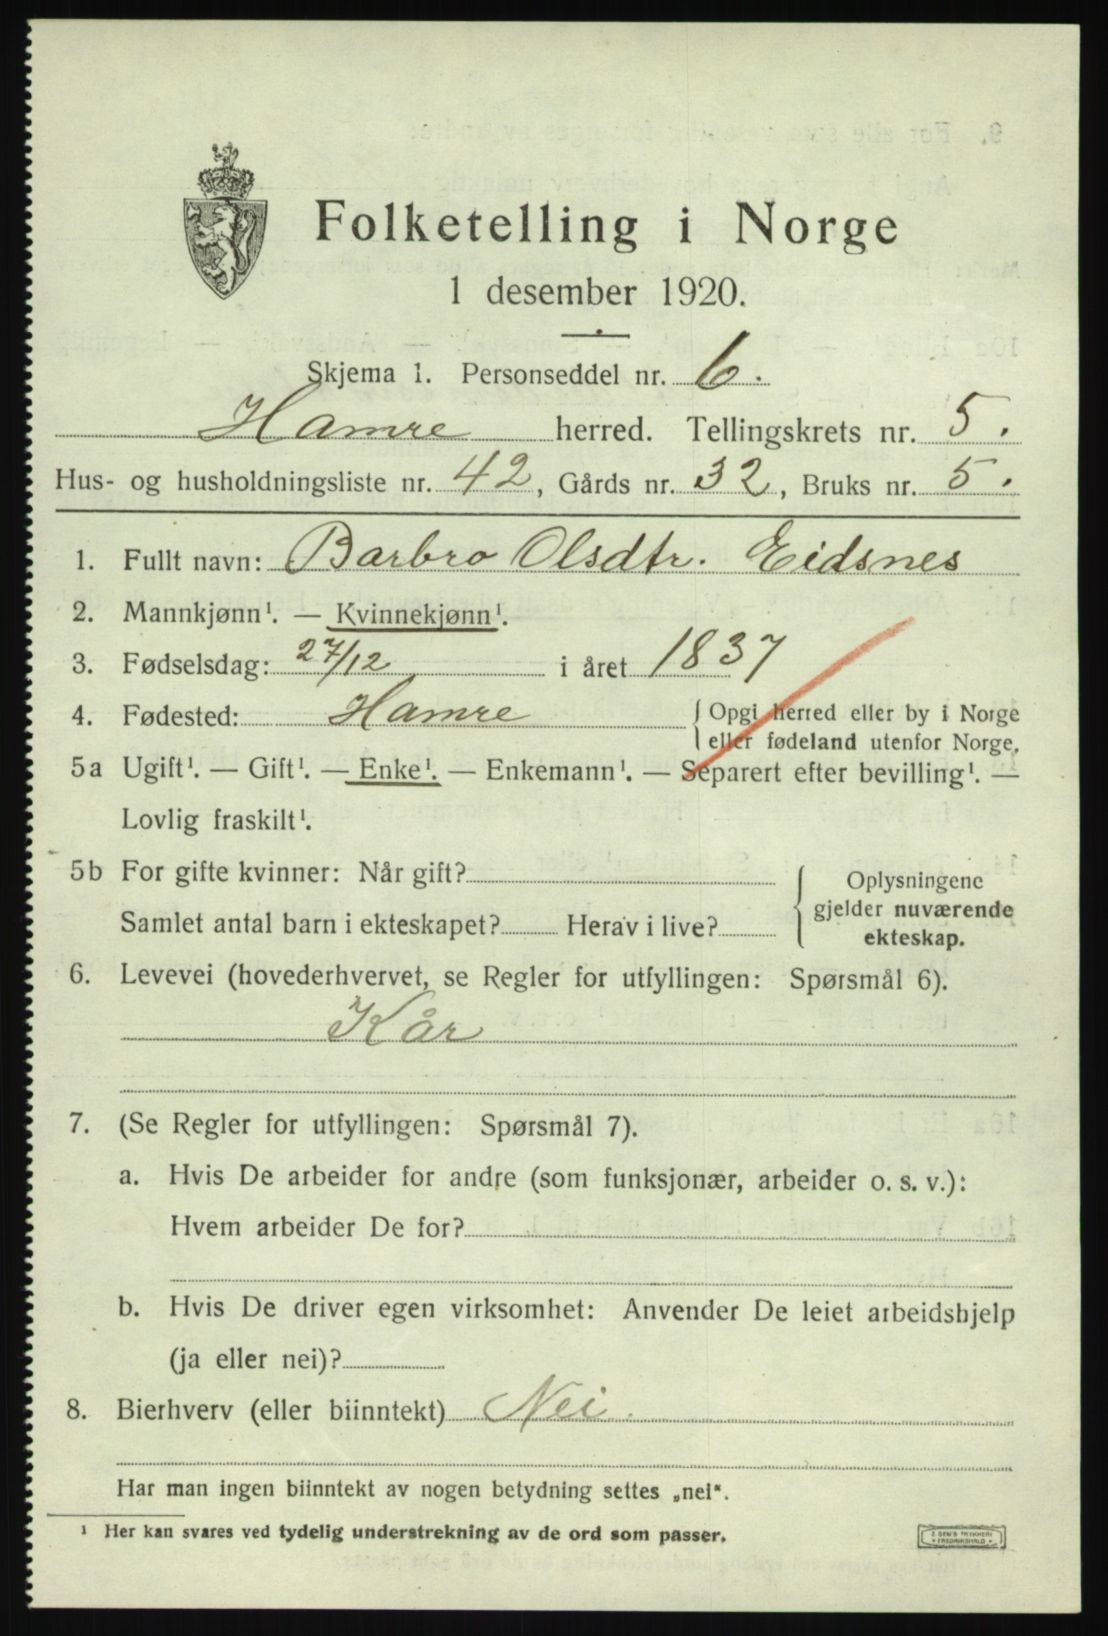 Folketelling i Norge
1 desember 1920.
Skjema 1. Personseddel nr. 6.
Hamre herred. Tellingskrets nr. 5.
Hus- og husholdningsliste nr. 42, Gårds nr. 32, Bruks nr. 5.
1. Fullt navn: Barbro Olsdtr. Eidsnes
2. Mannkjønn¹. — Kvinnekjønn¹.
3. Fødselsdag: 27/12 i året 1837
4. Fødested: Hamre Opgi herred eller by i Norge
eller fødeland utenfor Norge.
5a Ugift¹. — Gift¹. — Enke¹. — Enkemann¹. — Separert efter bevilling¹. —
Lovlig fraskilt¹.
5b For gifte kvinner: Når gift?
Samlet antal barn i ekteskapet? Herav i live?
Oplysningene
gjelder nuværende
ekteskap.
6. Levevei (hovederhvervet, se Regler for utfyllingen: Spørsmål 6).
Kår
7. (Se Regler for utfyllingen: Spørsmål 7).
a. Hvis De arbeider for andre (som funksjonær, arbeider o. s. v.):
Hvem arbeider De for?
b. Hvis De driver egen virksomhet: Anvender De leiet arbeidshjelp
(ja eller nei)?
8. Bierhverv (eller biinntekt) Nei.
Har man ingen biinntekt av nogen betydning settes „nei“.
¹ Her kan svares ved tydelig understrekning av de ord som passer.